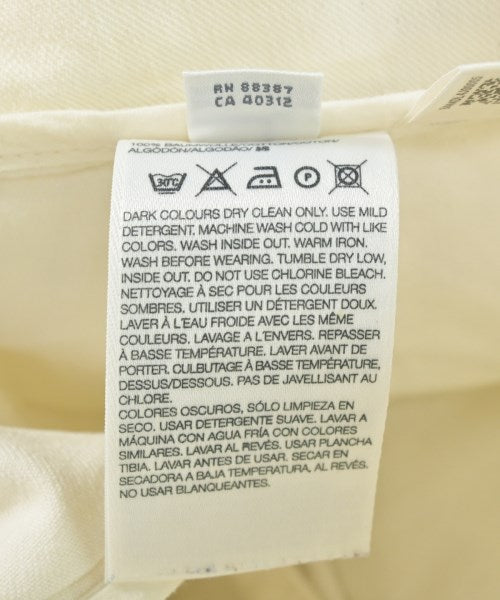 RN 88387
CA 40312
ALGODÓN/ALGODÃO/
30°C
P
DARK COLOURS DRY CLEAN ONLY. USE MILD
DETERGENT. MACHINE WASH COLD WITH LIKE
COLORS. WASH INSIDE OUT. WARM IRON.
WASH BEFORE WEARING. TUMBLE DRY LOW,
INSIDE OUT. DO NOT USE CHLORINE BLEACH.
NETTOYAGE À SEC POUR LES COULEURS
SOMBRES. UTILISER UN DÉTERGENT DOUX.
LAVER À L'EAU FROIDE AVEC LES MÊME
COULEURS. LAVAGE A L'ENVERS. REPASSER
À BASSE TEMPÉRATURE. LAVER AVANT DE
PORTER. CULBUTAGE À BASSE TEMPÉRATURE,
DESSUS/DESSOUS. PAS DE JAVELLISANT AU
CHLORE.
COLORES OSCUROS, SÓLO LIMPIEZA EN
SECO. USAR DETERGENTE SUAVE. LAVAR A
MÁQUINA CON AGUA FRÍA CON COLORES
SIMILARES. LAVAR AL REVÉS. USAR PLANCHA
TIBIA. LAVAR ANTES DE USAR. SECAR EN
SECADORA A BAJA TEMPERATURA, AL REVÉS.
NO USAR BLANQUEANTES.